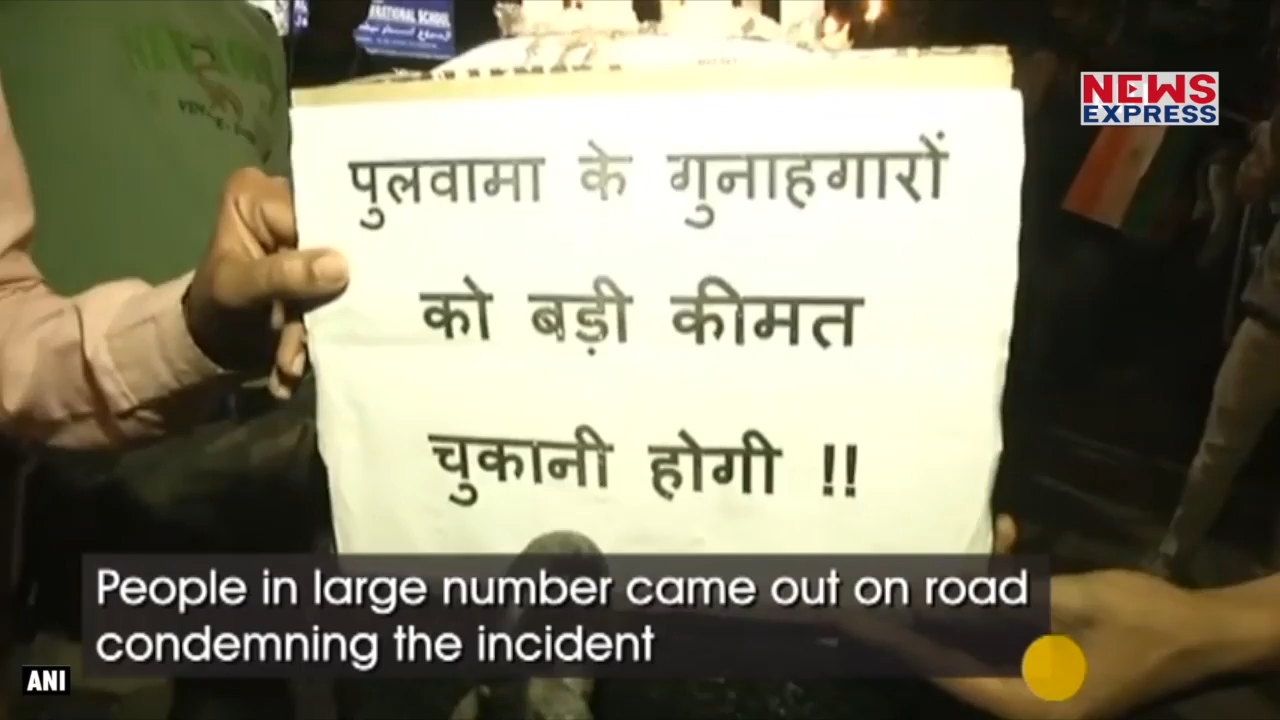 NEWS
EXPRESS
पुलवामा के गुनाहगारों
को बड़ी कीमत
चुकानी होगी !!
People in large number came out on road
condemning the incident
ANI